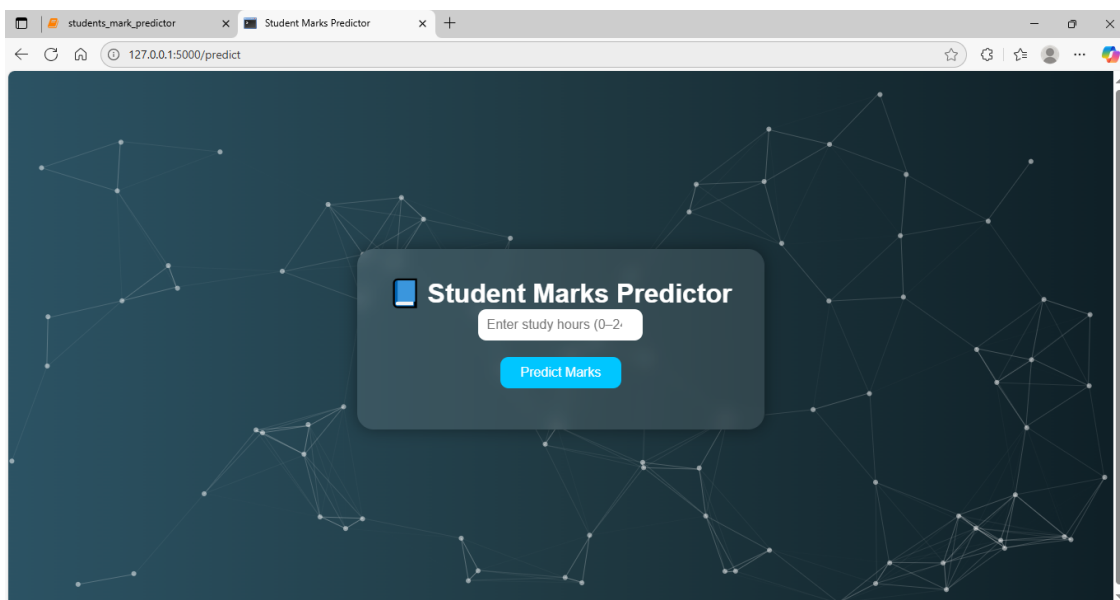 students_mark_predictor
Student Marks Predictor
127.0.0.1:5000/predict
Student Marks Predictor
Enter study hours (0–2
Predict Marks